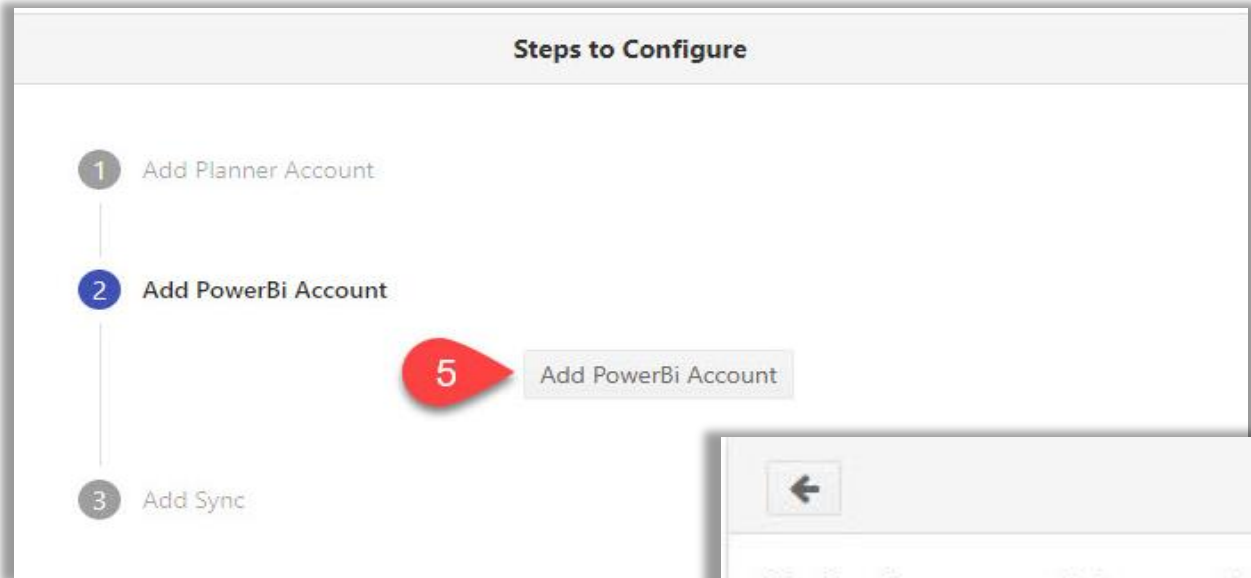 Steps to Configure
1 Add Planner Account
2 Add PowerBi Account
5 Add PowerBi Account
3 Add Sync